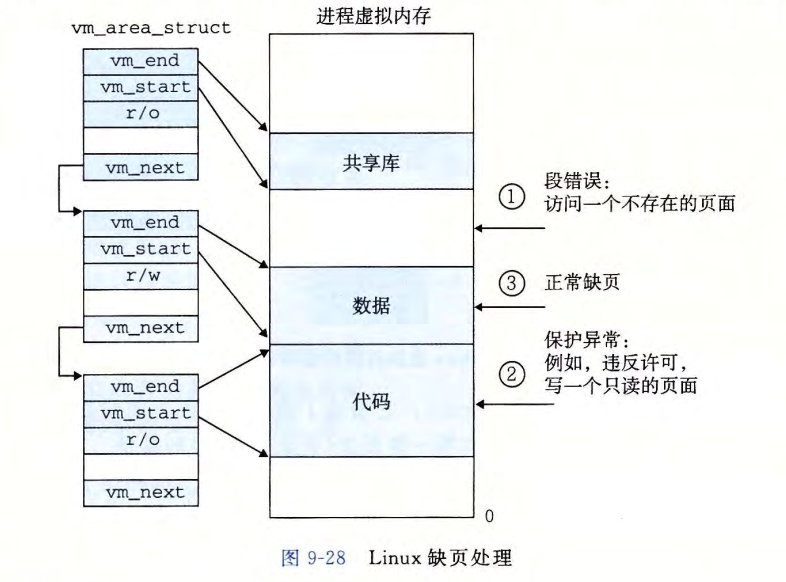 进程虚拟内存
vm_area_struct
vm_end
vm_start
r/o
vm_next
共享库
① 段错误:
访问一个不存在的页面
vm_end
vm_start
r/w
vm_next
数据
③ 正常缺页
vm_end
vm_start
r/o
vm_next
代码
② 保护异常:
例如,违反许可,
写一个只读的页面
0
图 9-28 Linux 缺页处理